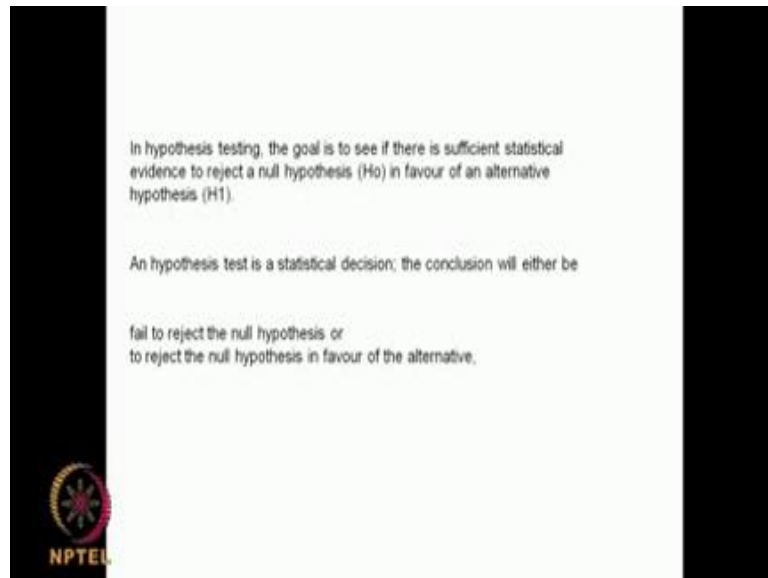 In hypothesis testing, the goal is to see if there is sufficient statistical
evidence to reject a null hypothesis (Ho) in favour of an alternative
hypothesis (H1).
An hypothesis test is a statistical decision; the conclusion will either be
fail to reject the null hypothesis or
to reject the null hypothesis in favour of the alternative,
NPTEL